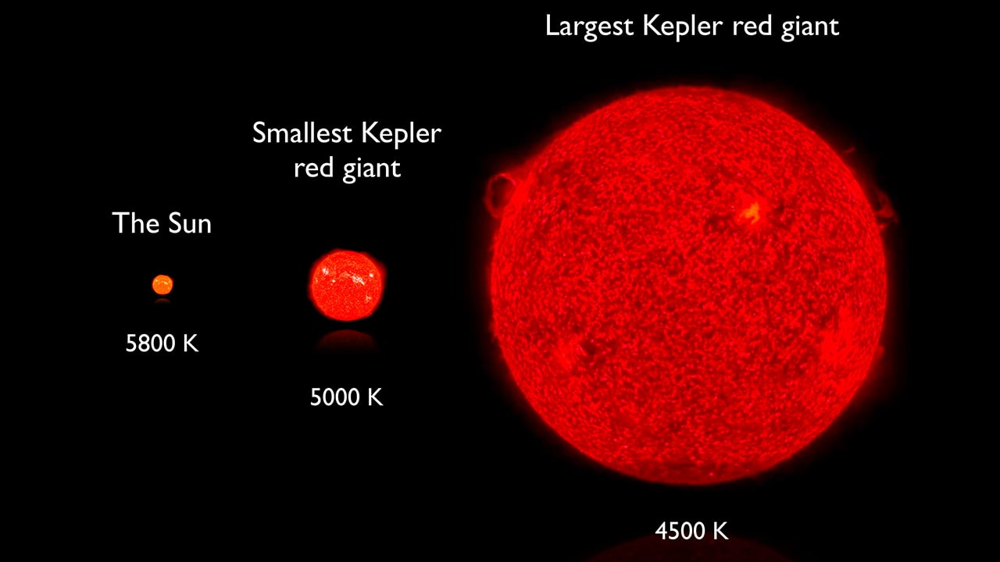 The Sun
5800 K
Smallest Kepler
red giant
5000 K
Largest Kepler red giant
4500 K